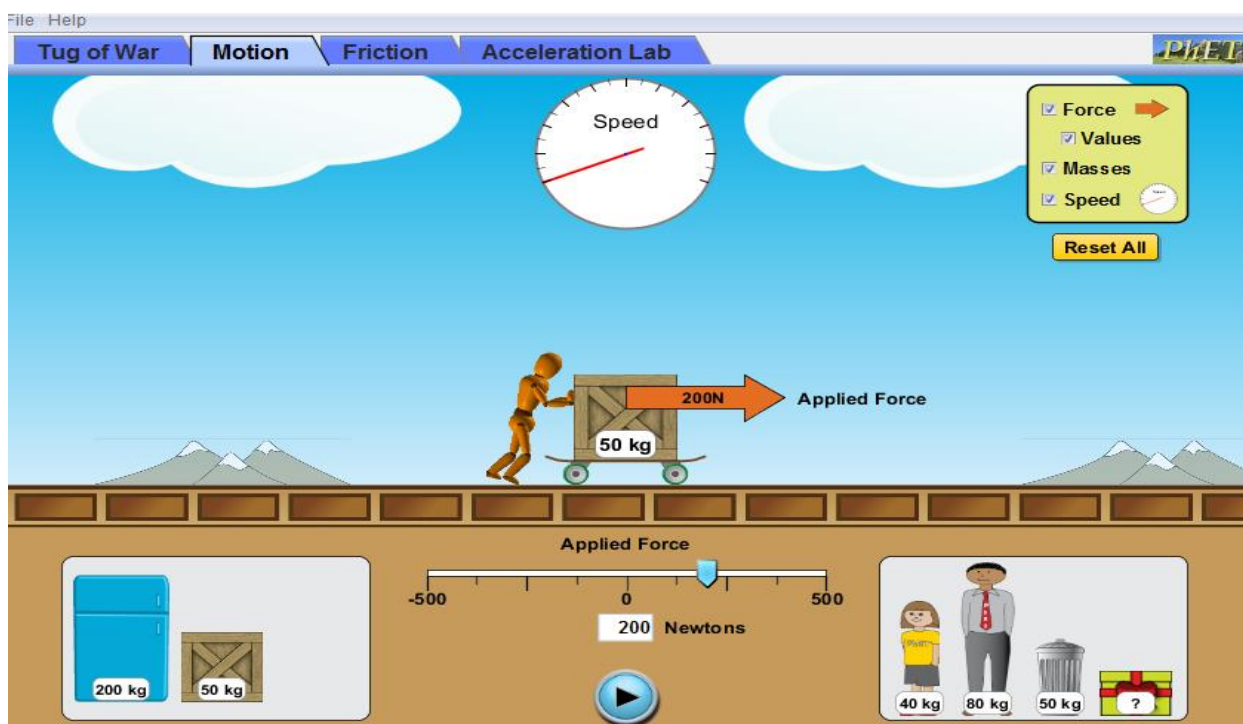 File Help
Tug of War Motion Friction Acceleration Lab PhET
Speed
Force
Values
Masses
Speed
Reset All
200N Applied Force
50 kg
Applied Force
-500 0 500
200 Newtons
200 kg 50 kg
40 kg 80 kg 50 kg ?